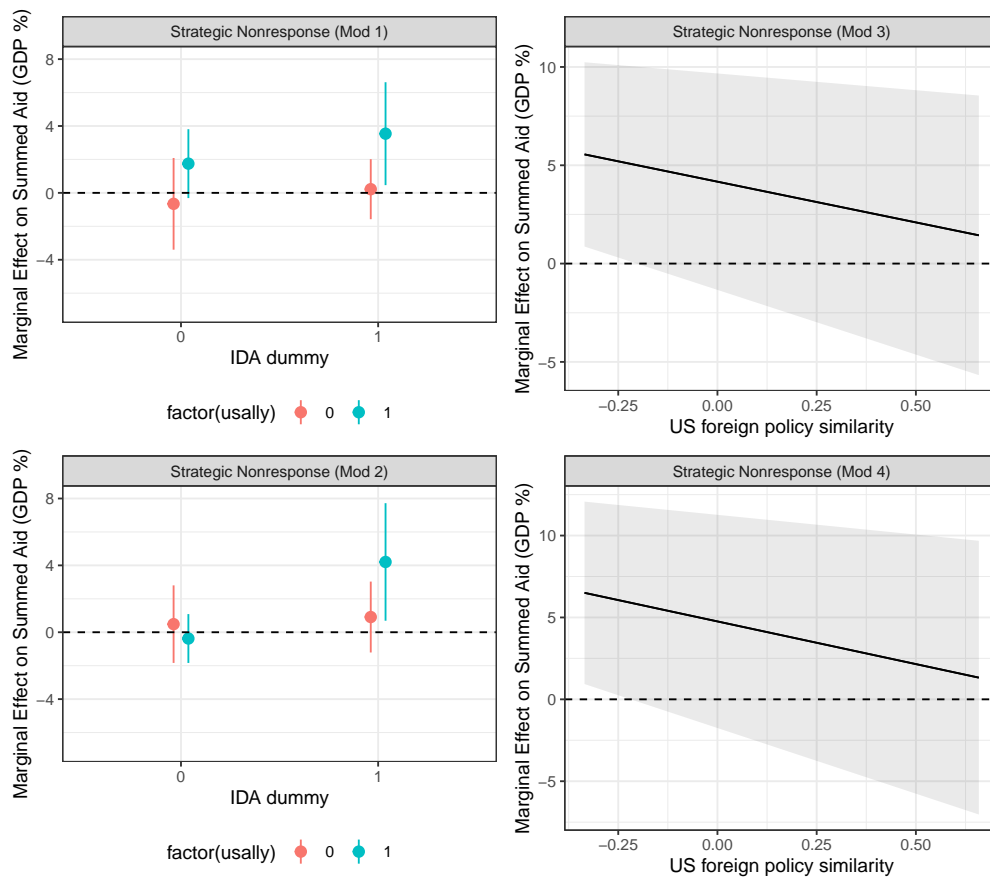 Strategic Nonresponse (Mod 1)
Marginal Effect on Summed Aid (GDP %)
8
4
0
−4
0
1
IDA dummy
factor(usally)
0
1
Strategic Nonresponse (Mod 3)
Marginal Effect on Summed Aid (GDP %)
10
5
0
−5
−0.25
0.00
0.25
0.50
US foreign policy similarity
Strategic Nonresponse (Mod 2)
Marginal Effect on Summed Aid (GDP %)
8
4
0
−4
0
1
IDA dummy
factor(usally)
0
1
Strategic Nonresponse (Mod 4)
Marginal Effect on Summed Aid (GDP %)
10
5
0
−5
−0.25
0.00
0.25
0.50
US foreign policy similarity